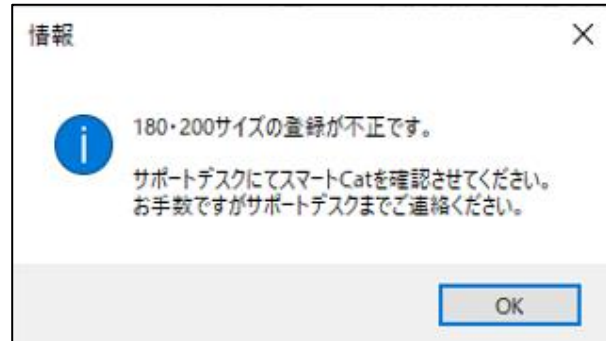 情報
180・200サイズの登録が不正です。
サポートデスクにてスマートCatを確認させてください。
お手数ですがサポートデスクまでご連絡ください。
OK